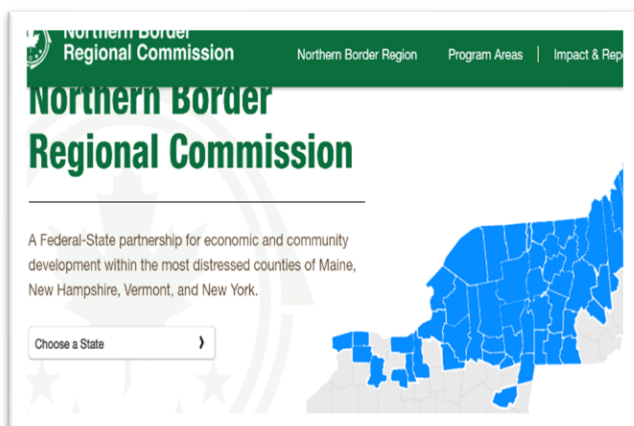 Northern Border
Regional Commission
Northern Border Region
Program Areas
Impact &
Northern Border
Regional Commission
A Federal-State partnership for economic and community
development within the most distressed counties of Maine,
New Hampshire, Vermont, and New York.
Choose a State